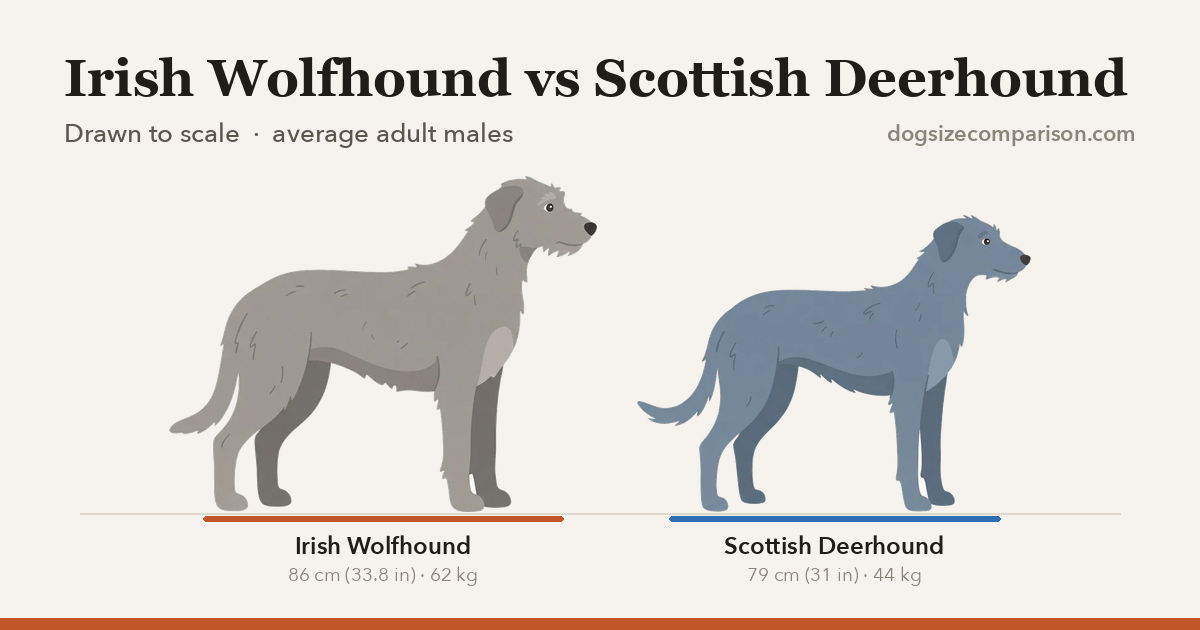 Irish Wolfhound vs Scottish Deerhound
Drawn to scale · average adult males
dogsizecomparison.com
Irish Wolfhound
86 cm (33.8 in) · 62 kg
Scottish Deerhound
79 cm (31 in) · 44 kg